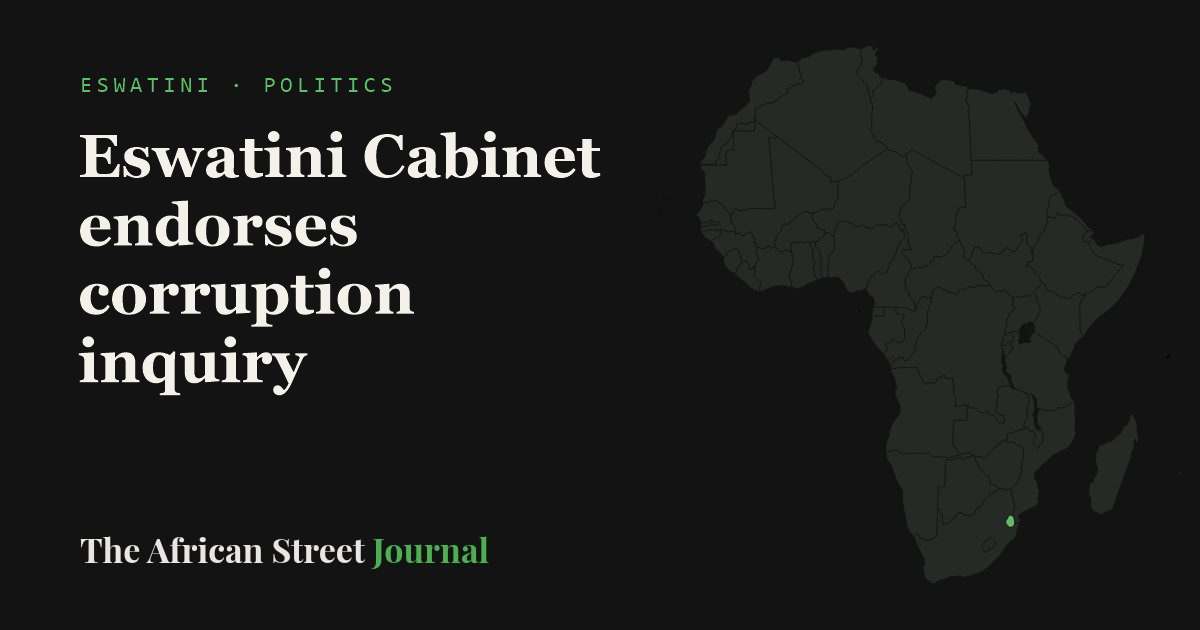 ESWATINI · POLITICS
Eswatini Cabinet
endorses
corruption
inquiry
The African Street Journal